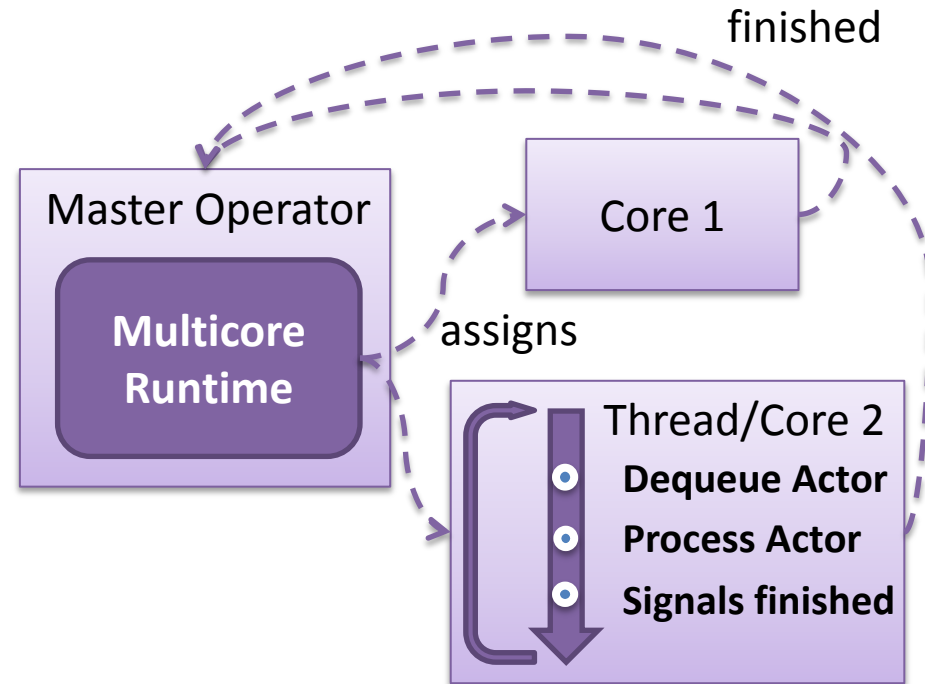 finished
Master Operator
Multicore
Runtime
Core 1
assigns
Thread/Core 2
Dequeue Actor
Process Actor
Signals finished